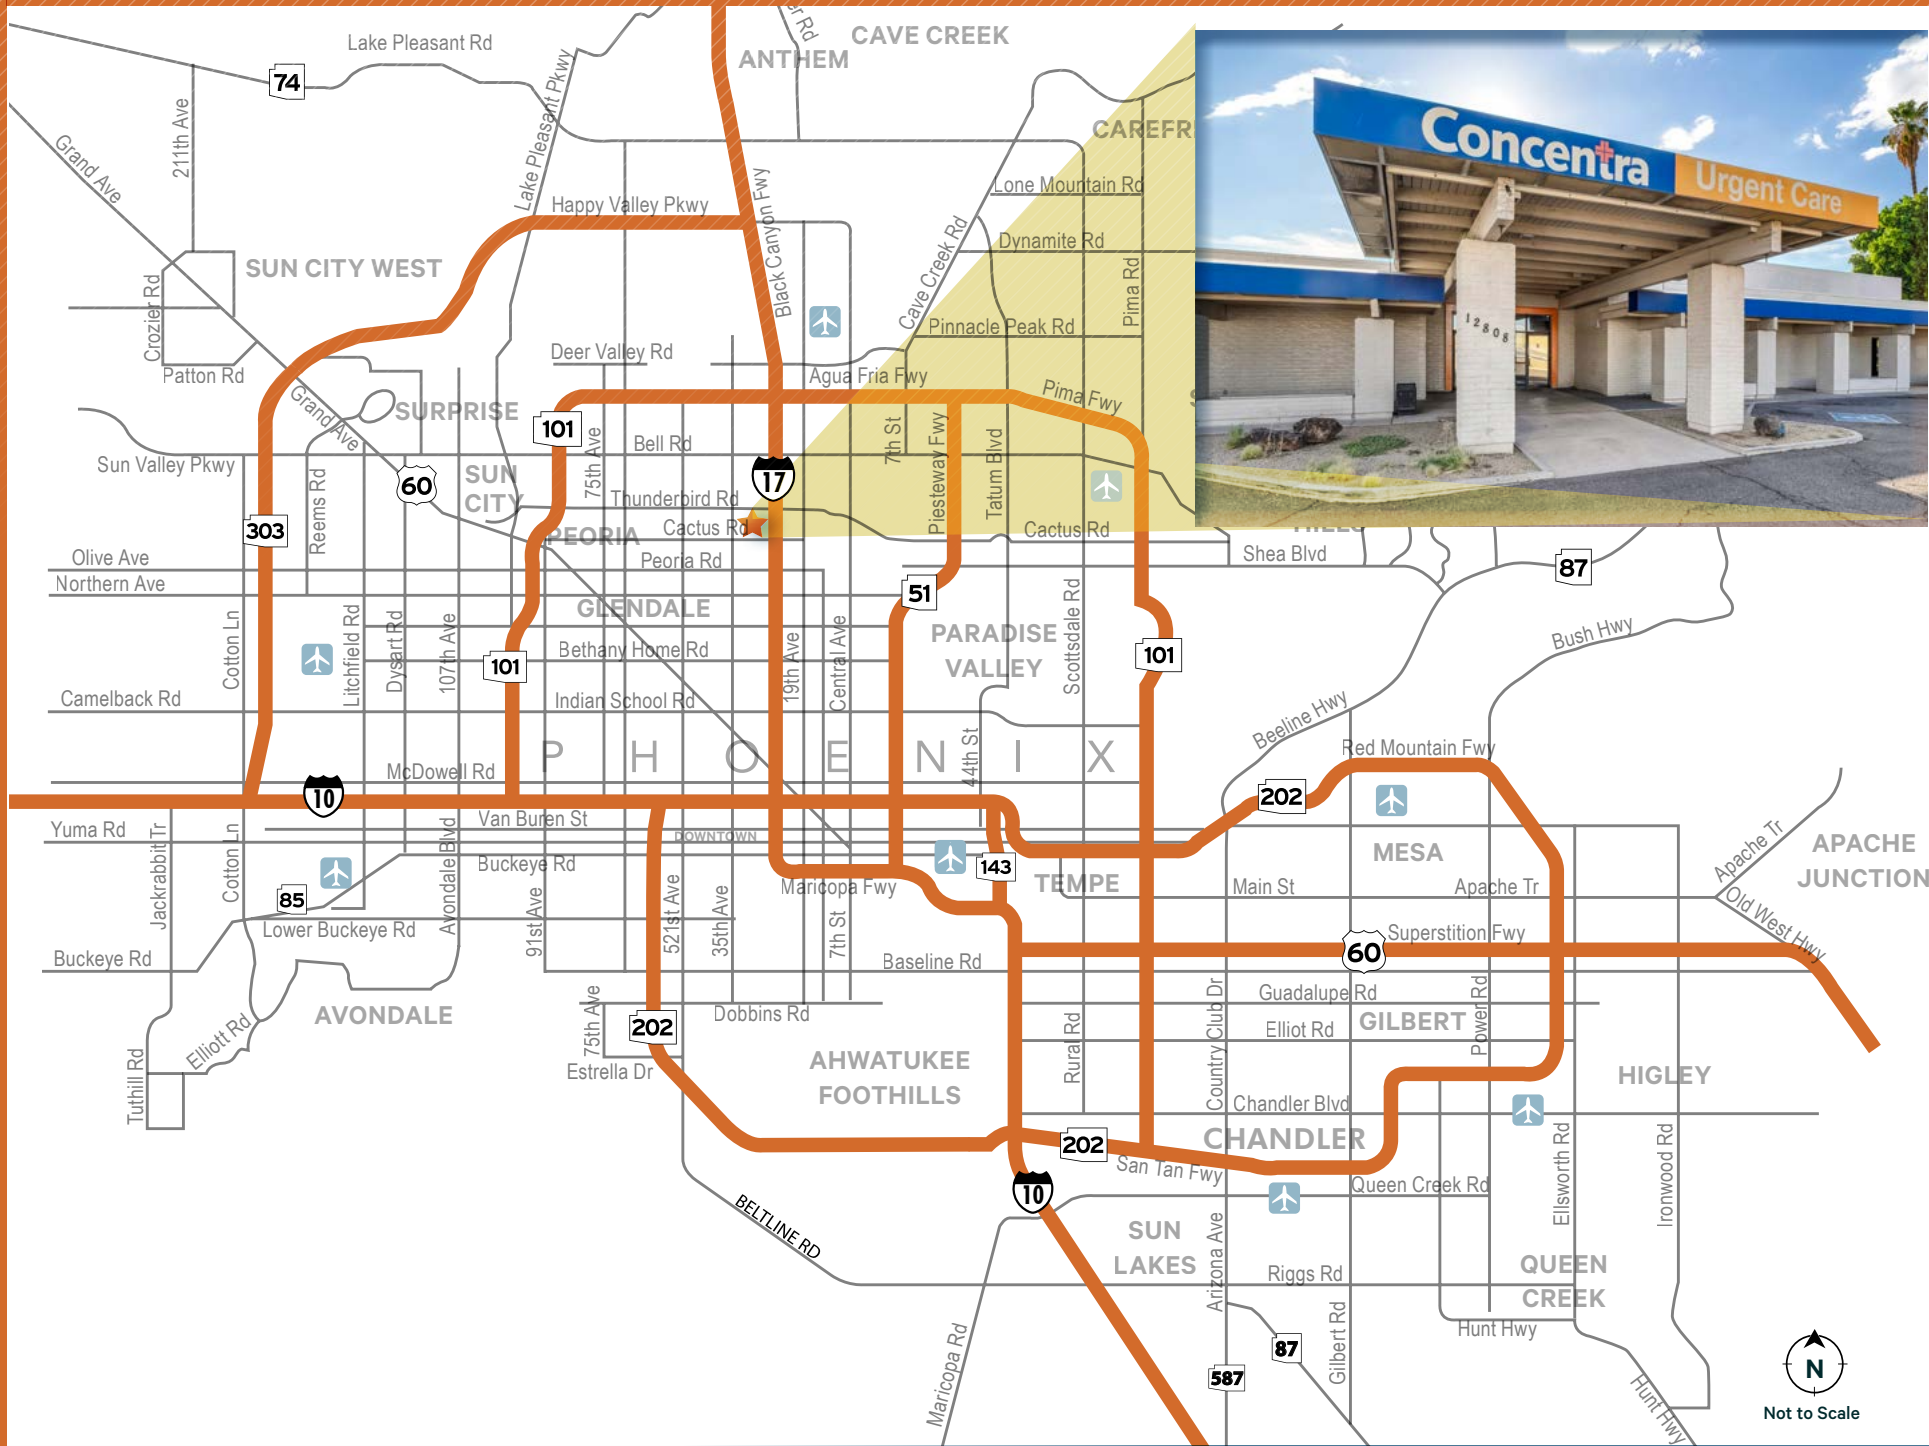 Lake Pleasant Rd
CAVE CREEK
ANTHEM
er Rd
74
211th Ave
Grand Ave
Lake Pleasant Pkwy
CAREFR
Concentra
Urgent Care
12808
Happy Valley Pkwy
Black Canyon Fwy
Lone Mountain Rd
Cave Creek Rd
Dynamite Rd
Pima Rd
SUN CITY WEST
Crozier Rd
Pinnacle Peak Rd
Patton Rd
Deer Valley Rd
Agua Fria Fwy
Pima Fwy
Grand Ave
SURPRISE
101
75th Ave
Bell Rd
7th St
Piesteway Fwy
Tatum Blvd
Sun Valley Pkwy
Reems Rd
60
SUN
CITY
17
Thunderbird Rd
303
PEORIA
Cactus Rd
Cactus Rd
HILLS
Olive Ave
Peoria Rd
Shea Blvd
87
Northern Ave
51
GLENDALE
Cotton Ln
Litchfield Rd
Dysart Rd
107th Ave
Bethany Home Rd
19th Ave
Central Ave
PARADISE
VALLEY
Scottsdale Rd
Bush Hwy
101
101
Camelback Rd
Indian School Rd
Beeline Hwy
PHOENIX
44th St
Red Mountain Fwy
McDowell Rd
10
202
Yuma Rd
Van Buren St
DOWNTOWN
Jackrabbit Tr
Cotton Ln
Avondale Blvd
Buckeye Rd
143
TEMPE
MESA
Apache Tr
APACHE
JUNCTION
85
Maricopa Fwy
Main St
Apache Tr
Old West Hwy
Lower Buckeye Rd
91st Ave
521st Ave
35th Ave
7th St
Superstition Fwy
60
Buckeye Rd
Baseline Rd
AVONDALE
75th Ave
Dobbins Rd
Guadalupe Rd
Country Club Dr
Power Rd
202
Elliott Rd
Elliot Rd
GILBERT
Tuthill Rd
Estrella Dr
AHWATUKEE
FOOTHILLS
Rural Rd
HIGLEY
Chandler Blvd
202
CHANDLER
San Tan Fwy
Ellsworth Rd
Ironwood Rd
10
Queen Creek Rd
BELTLINE RD
SUN
LAKES
Arizona Ave
Riggs Rd
QUEEN
CREEK
Maricopa Rd
Gilbert Rd
Hunt Hwy
87
587
Hunt Hwy
N
Not to Scale